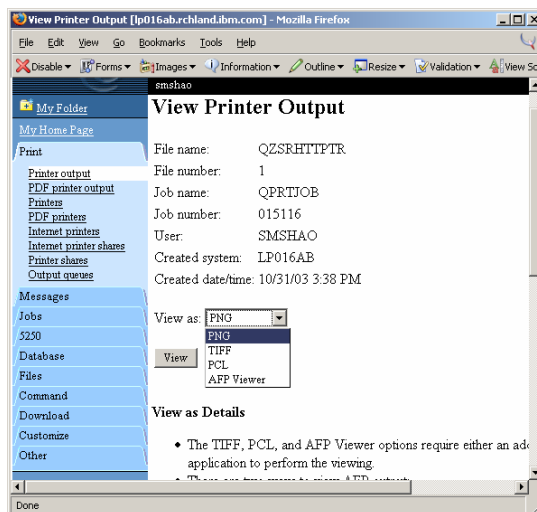 View Printer Output [lp016ab.rchland.ibm.com] - Mozilla Firefox
File Edit View Go Bookmarks Tools Help
Disable Forms Images Information Outline Resize Validation View So
smshao
My Folder
My Home Page
Print
Printer output
PDF printer output
Printers
PDF printers
Internet printers
Internet printer shares
Printer shares
Output queues
Messages
Jobs
5250
Database
Files
Command
Download
Customize
Other
View Printer Output
File name: QZSRHTTPTR
File number: 1
Job name: QPRTJOB
Job number: 015116
User: SMSHAO
Created system: LP016AB
Created date/time: 10/31/03 3:38 PM
View as: PNG
PNG
TIFF
PCL
AFP Viewer
View
View as Details
• The TIFF, PCL, and AFP Viewer options require either an add
application to perform the viewing.
Done